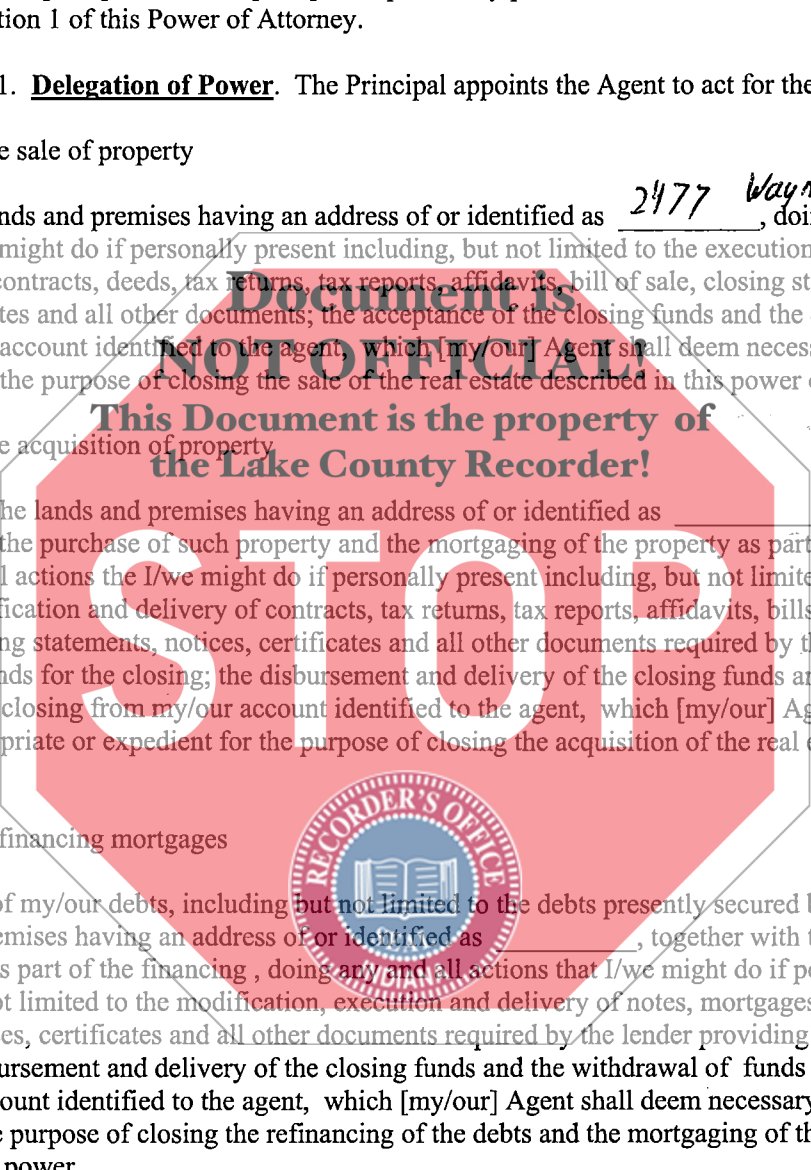 tion 1 of this Power of Attorney.
1. Delegation of Power. The Principal appoints the Agent to act for the
e sale of property
nds and premises having an address of or identified as 2477 Wayn , doi
might do if personally present including, but not limited to the execution
contracts, deeds, tax returns, tax reports, affidavits, bill of sale, closing st
tes and all other documents; the acceptance of the closing funds and the
account identified to the agent, which [my/our] Agent shall deem necess
the purpose of closing the sale of the real estate described in this power
Document is
NOT OFFICIAL!
This Document is the property of
the Lake County Recorder!
e acquisition of property
he lands and premises having an address of or identified as
the purchase of such property and the mortgaging of the property as part
l actions the I/we might do if personally present including, but not limite
fication and delivery of contracts, tax returns, tax reports, affidavits, bills
ng statements, notices, certificates and all other documents required by t
nds for the closing; the disbursement and delivery of the closing funds a
closing from my/our account identified to the agent, which [my/our] Ag
priate or expedient for the purpose of closing the acquisition of the real e
STOP
financing mortgages
of my/our debts, including but not limited to the debts presently secured b
emises having an address of or identified as , together with t
s part of the financing , doing any and all actions that I/we might do if pe
ot limited to the modification, execution and delivery of notes, mortgages
es, certificates and all other documents required by the lender providing
ursement and delivery of the closing funds and the withdrawal of funds
ount identified to the agent, which [my/our] Agent shall deem necessary
e purpose of closing the refinancing of the debts and the mortgaging of th
power
RECORDER'S OFFICE
INDIANA